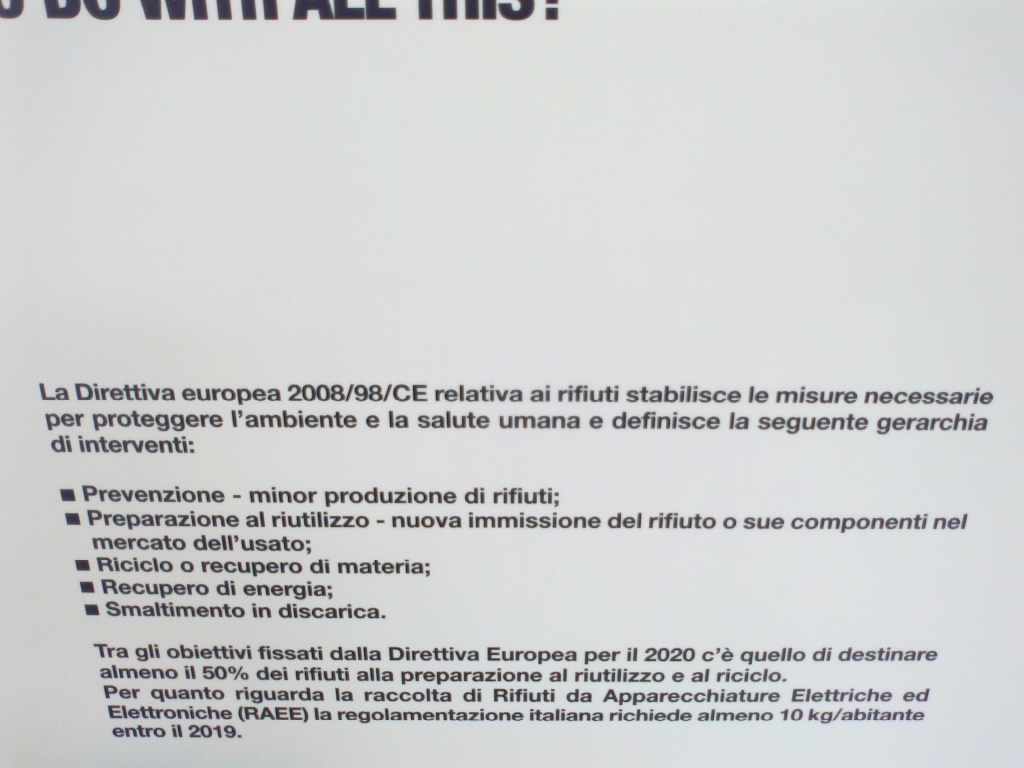 DO WITH ALL THIS?
La Direttiva europea 2008/98/CE relativa ai rifiuti stabilisce le misure necessarie
per proteggere l'ambiente e la salute umana e definisce la seguente gerarchia
di interventi:
■ Prevenzione - minor produzione di rifiuti;
■ Preparazione al riutilizzo - nuova immissione del rifiuto o sue componenti nel
mercato dell'usato;
■ Riciclo o recupero di materia;
■ Recupero di energia;
■ Smaltimento in discarica.
Tra gli obiettivi fissati dalla Direttiva Europea per il 2020 c'è quello di destinare
almeno il 50% dei rifiuti alla preparazione al riutilizzo e al riciclo.
Per quanto riguarda la raccolta di Rifiuti da Apparecchiature Elettriche ed
Elettroniche (RAEE) la regolamentazione italiana richiede almeno 10 kg/abitante
entro il 2019.